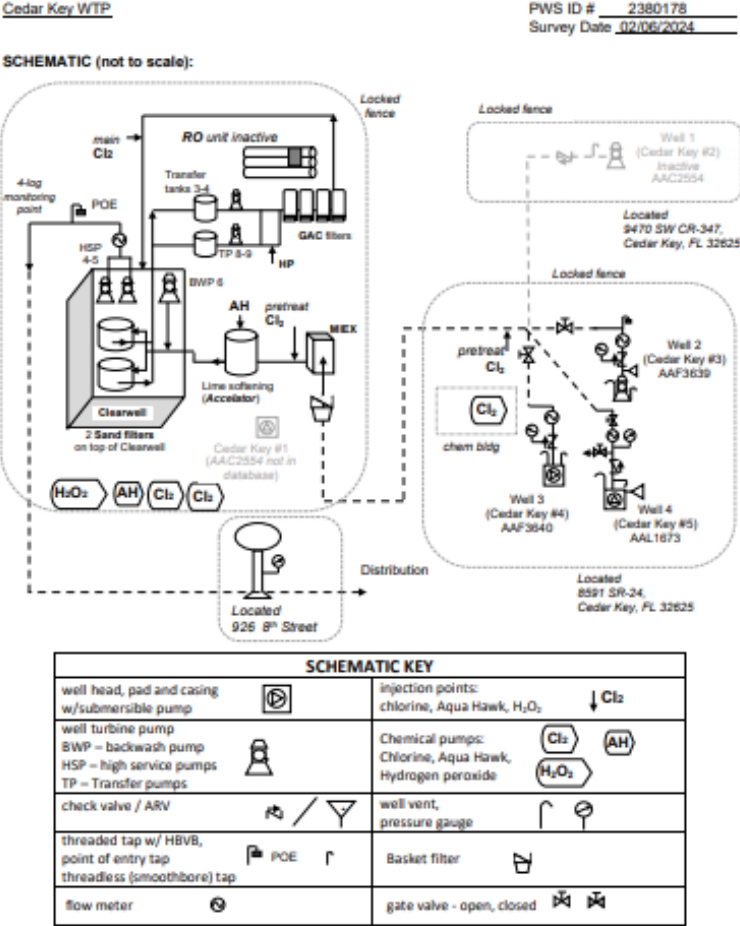 Cedar Key WTP
PWS ID # 2380178
Survey Date 02/06/2024
SCHEMATIC (not to scale):
Locked
fence
main
Cl2
RO unit inactive
Transfer
tanks 3-4
4-log
monitoring
point
POE
HSP
4-5
GAC filters
TP 8-9
HP
BWP 6
AH
pretreat
Cl2
MIEX
Lime softening
(Accelator)
Clearwell
2 Sand filters
on top of Clearwell
Cedar Key #1
(AAC2554 not in
database)
H2O2
AH
Cl2
Cl2
Locked fence
Well 1
(Cedar Key #2)
Inactive
AAC2554
Located
9470 SW CR-347,
Cedar Key, FL 32625
Locked fence
pretreat
Cl2
Well 2
(Cedar Key #3)
AAF3639
Cl2
chem bldg
Well 3
(Cedar Key #4)
AAF3640
Well 4
(Cedar Key #5)
AAL1673
Located
8591 SR-24,
Cedar Key, FL 32625
Distribution
Located
926 8th Street
SCHEMATIC KEY
well head, pad and casing
w/submersible pump
injection points:
chlorine, Aqua Hawk, H2O2
Cl2
well turbine pump
BWP – backwash pump
HSP – high service pumps
TP – Transfer pumps
Chemical pumps:
Chlorine, Aqua Hawk,
Hydrogen peroxide
Cl2
AH
H2O2
check valve / ARV
well vent,
pressure gauge
threaded tap w/ HBVB,
point of entry tap
threadless (smoothbore) tap
POE
Basket filter
flow meter
gate valve - open, closed